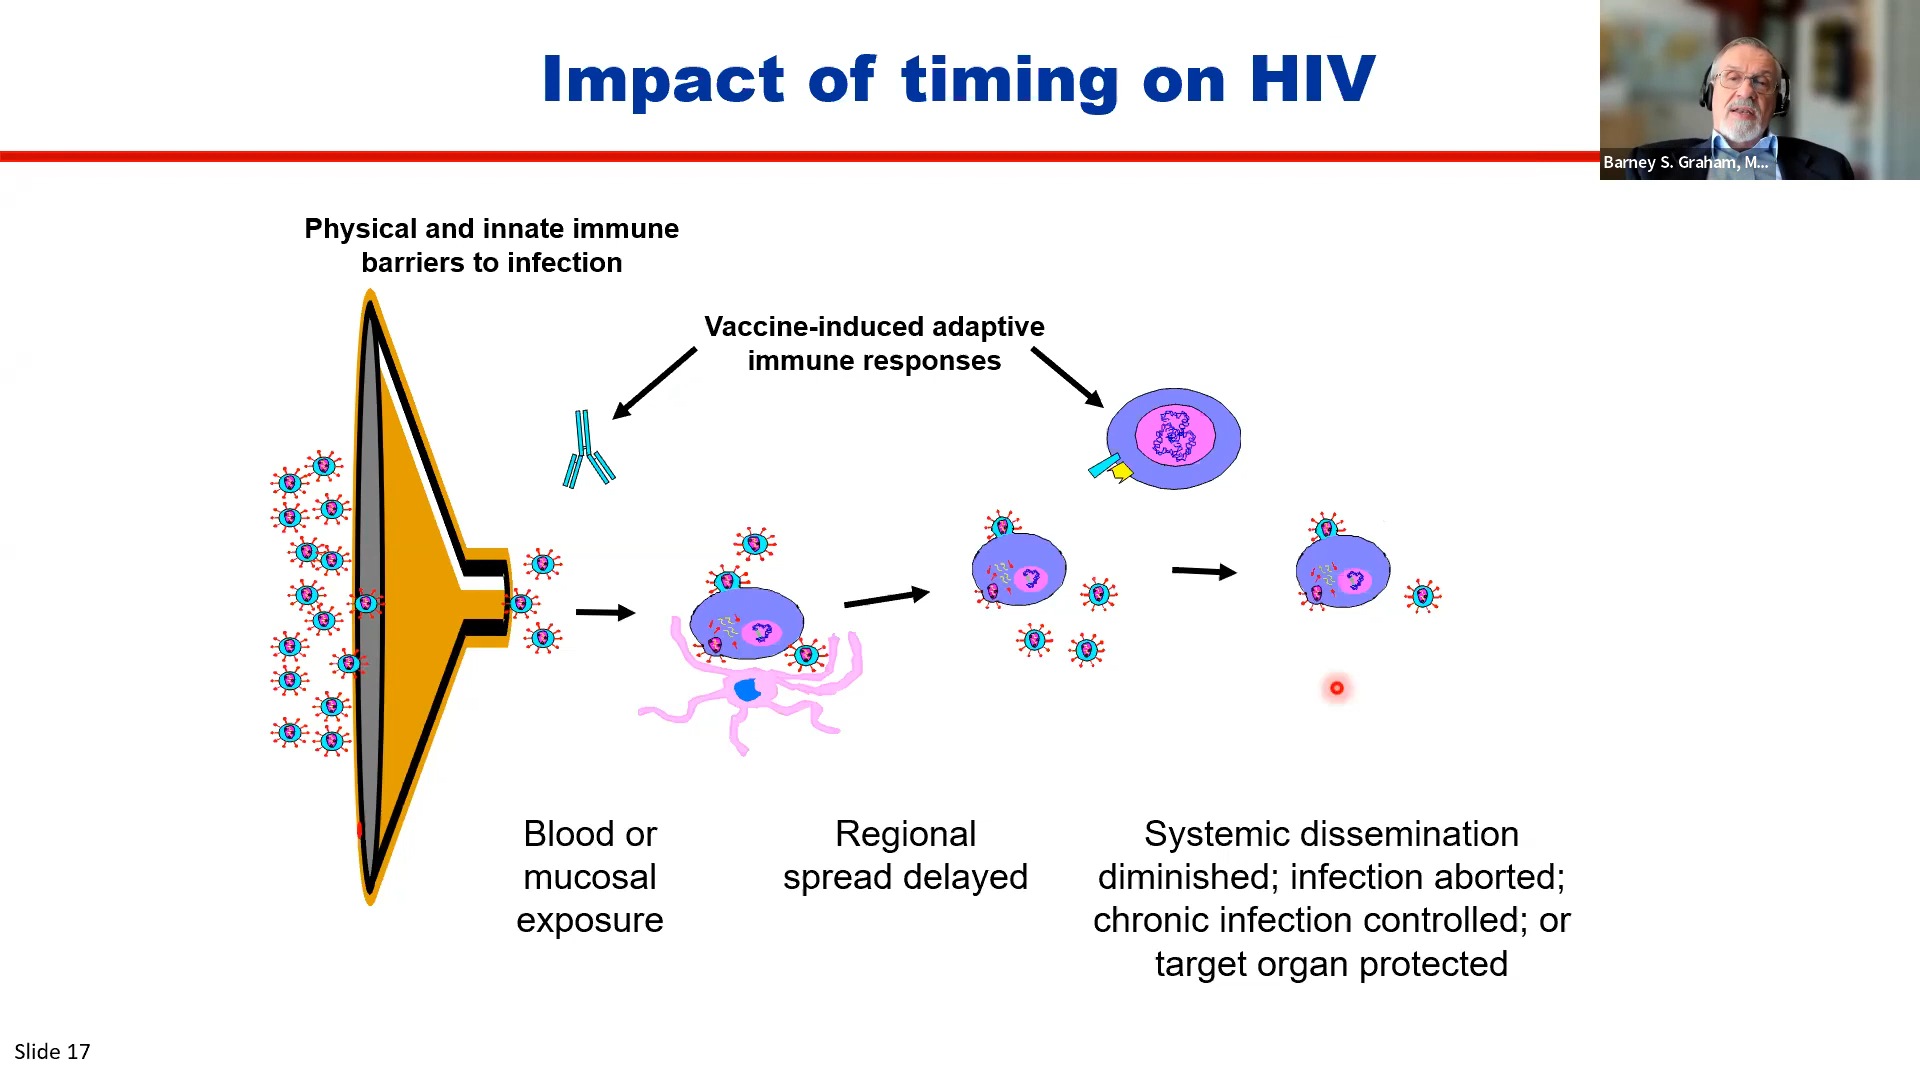 Impact of timing on HIV
Barney S. Graham, M...
Physical and innate immune
barriers to infection
Vaccine-induced adaptive
immune responses
Blood or
mucosal
exposure
Regional
spread delayed
Systemic dissemination
diminished; infection aborted;
chronic infection controlled; or
target organ protected
Slide 17